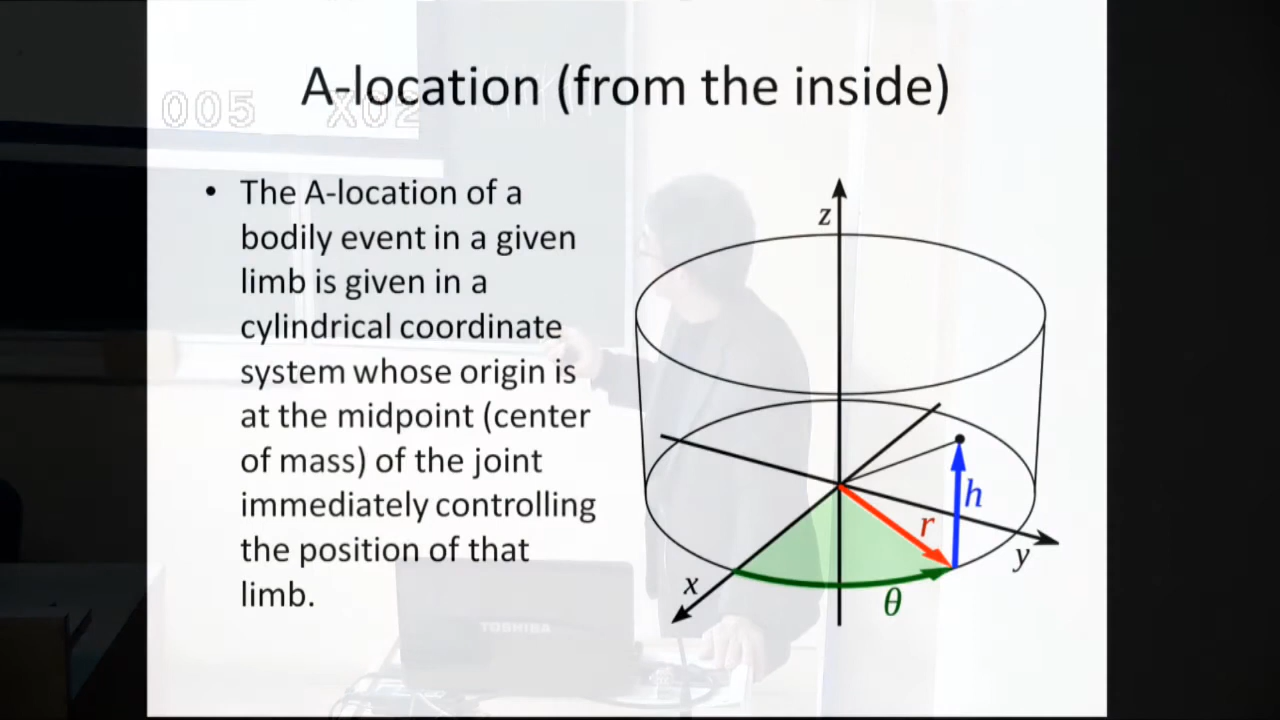 A-location (from the inside)
005 X02
• The A-location of a
bodily event in a given
limb is given in a
cylindrical coordinate
system whose origin is
at the midpoint (center
of mass) of the joint
immediately controlling
the position of that
limb.
z
h
r
y
x
θ
TOSHIBA